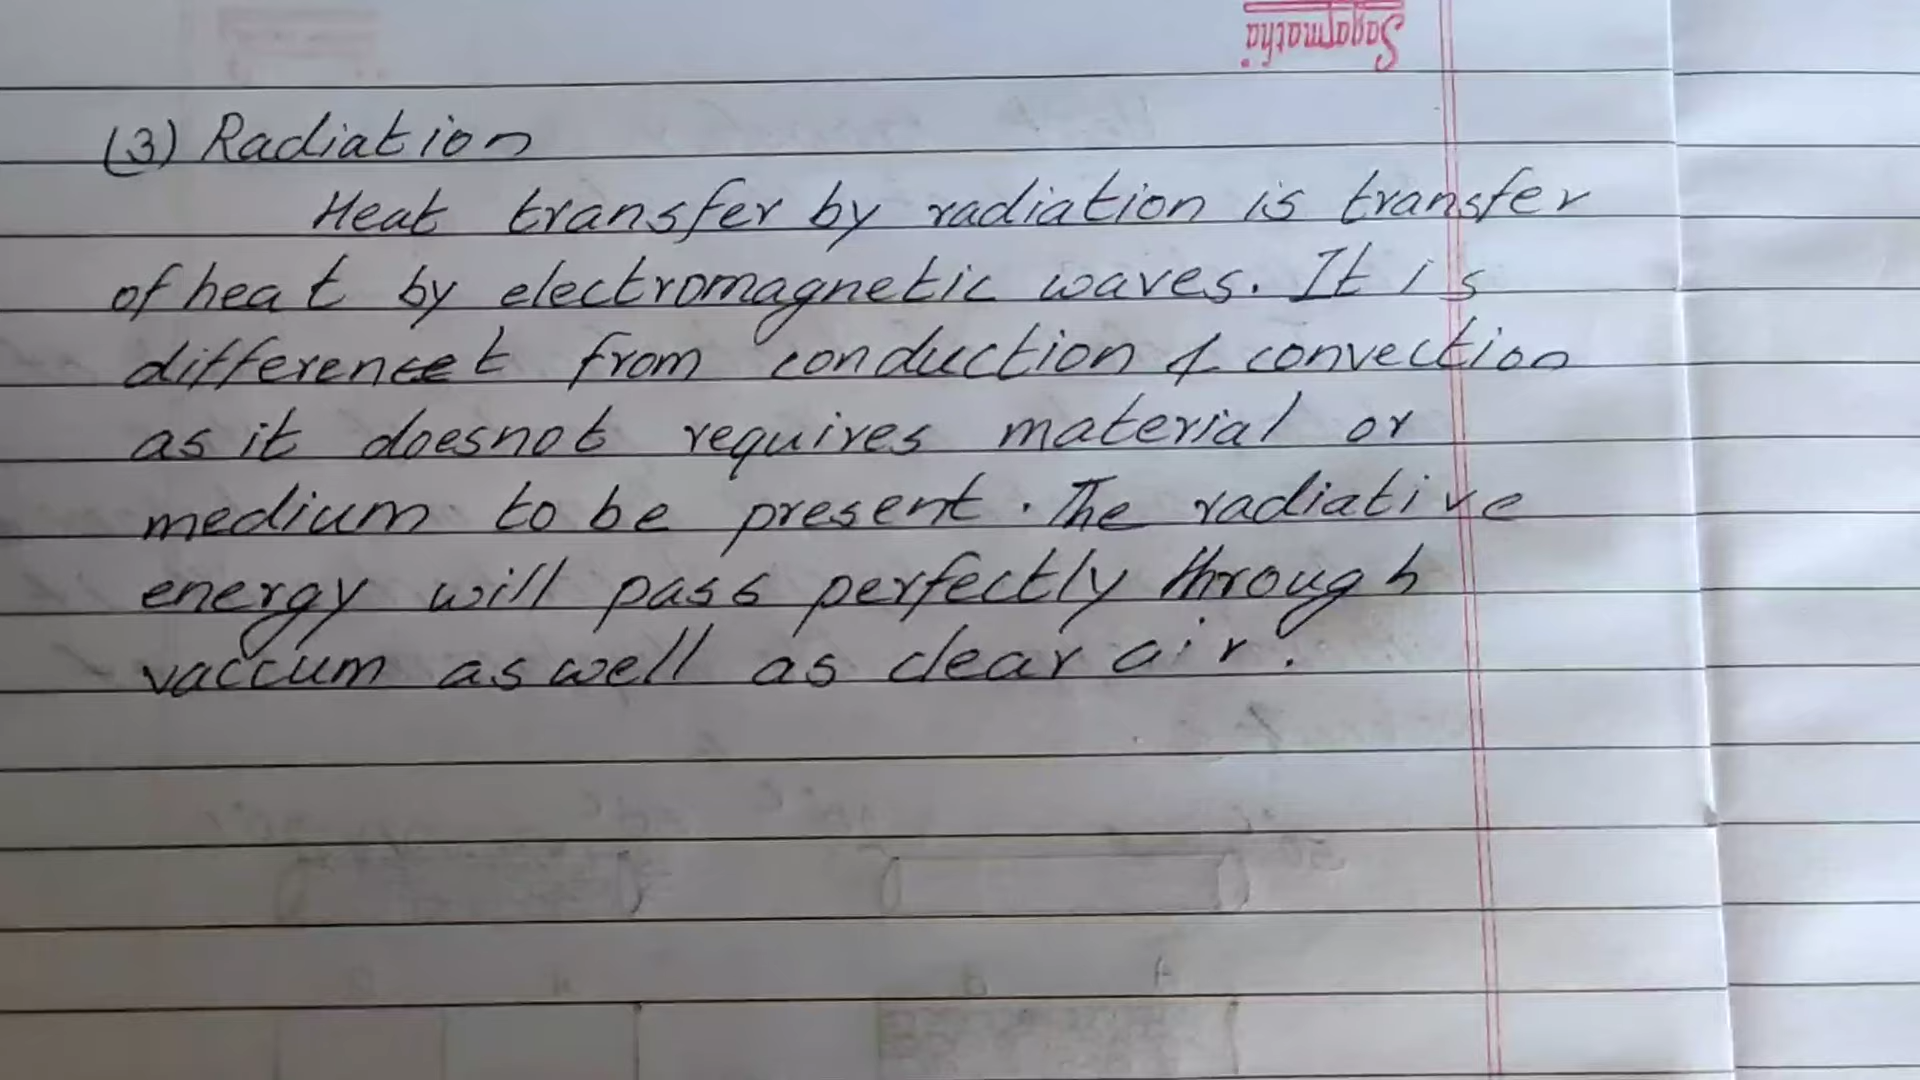 Sagarmatha
(3) Radiation
Heat transfer by radiation is transfer
of heat by electromagnetic waves. It is
differencet from conduction & convection
as it doesnot requires material or
medium to be present. The radiative
energy will pass perfectly through
vaccum as well as clear air.